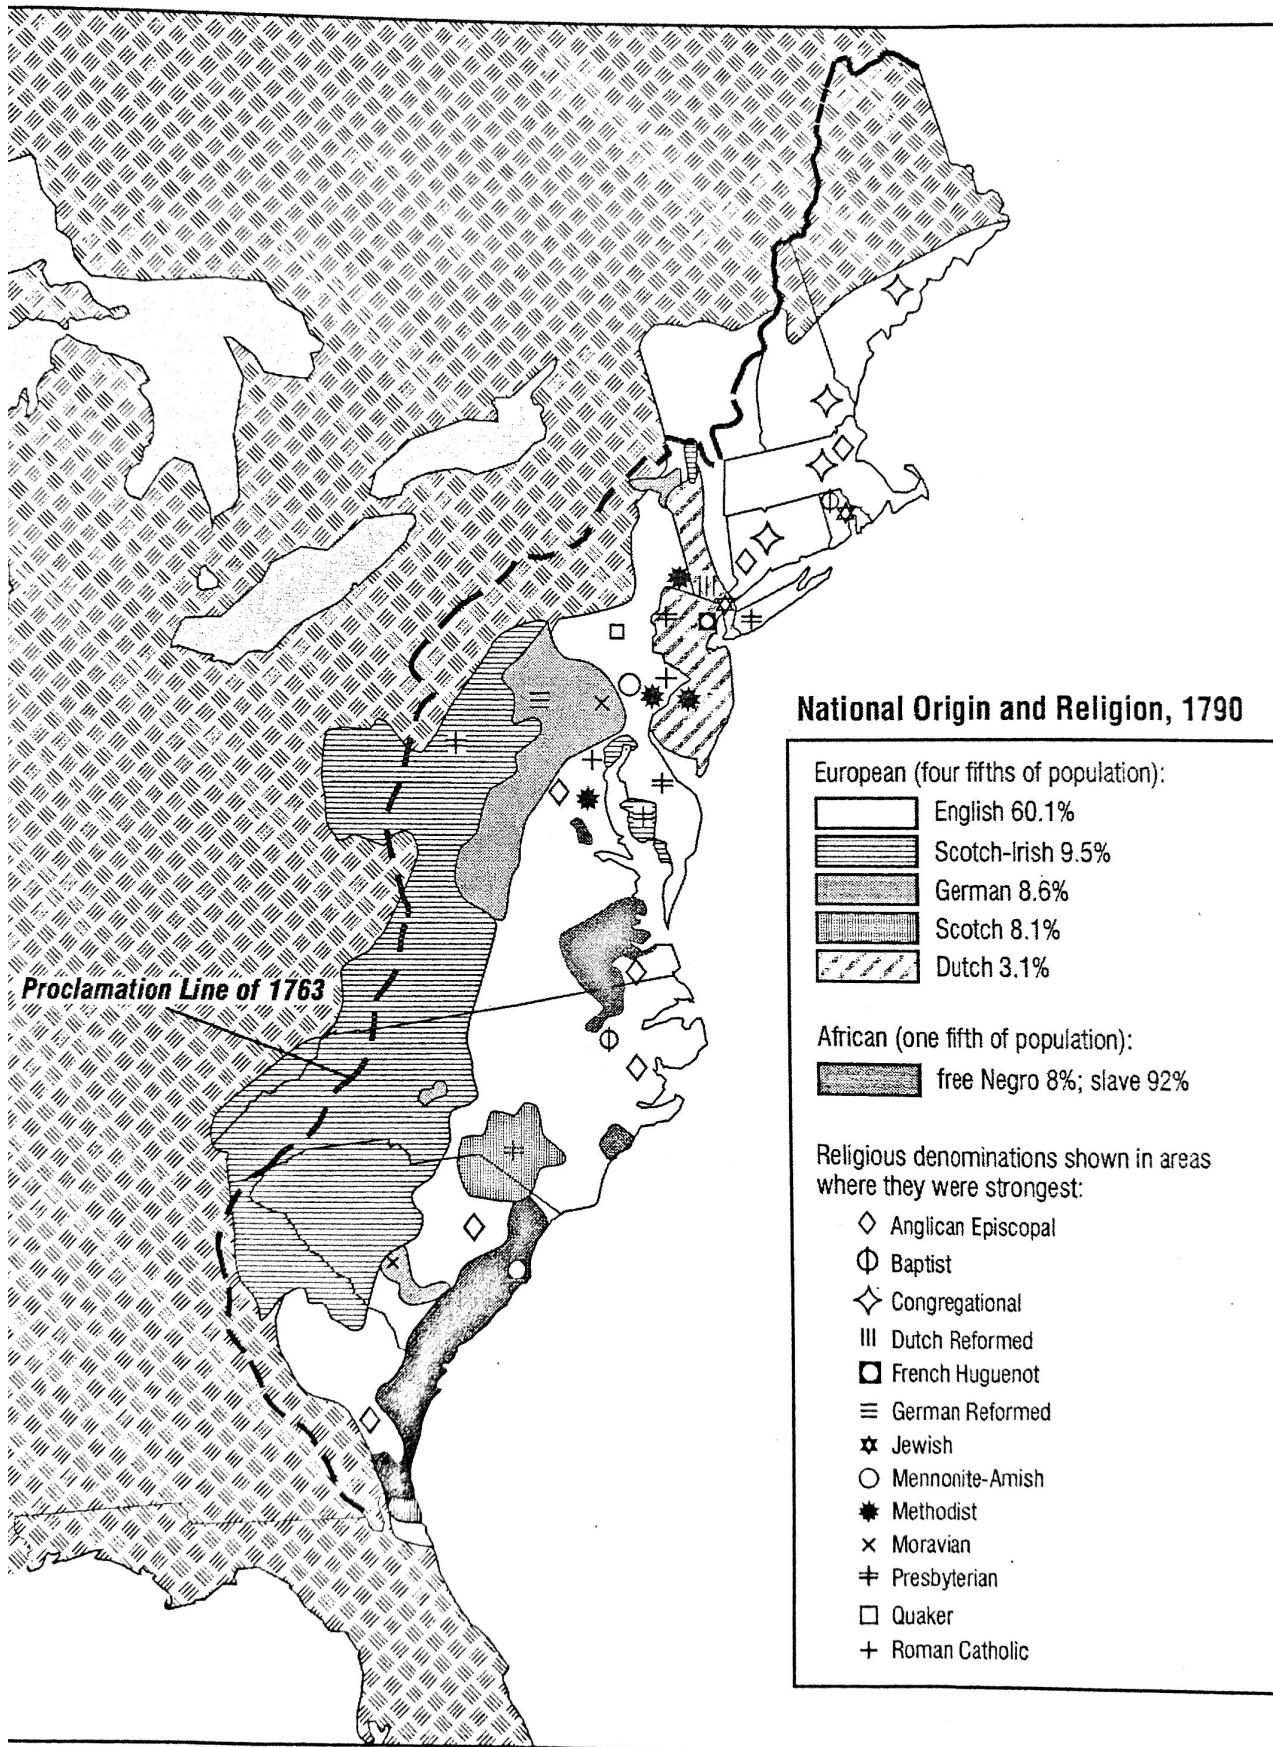 National Origin and Religion, 1790
European (four fifths of population):
English 60.1%
Scotch-Irish 9.5%
German 8.6%
Scotch 8.1%
Dutch 3.1%
Proclamation Line of 1763
African (one fifth of population):
free Negro 8%; slave 92%
Religious denominations shown in areas
where they were strongest:
Anglican Episcopal
Baptist
Congregational
Dutch Reformed
French Huguenot
German Reformed
Jewish
Mennonite-Amish
Methodist
Moravian
Presbyterian
Quaker
Roman Catholic